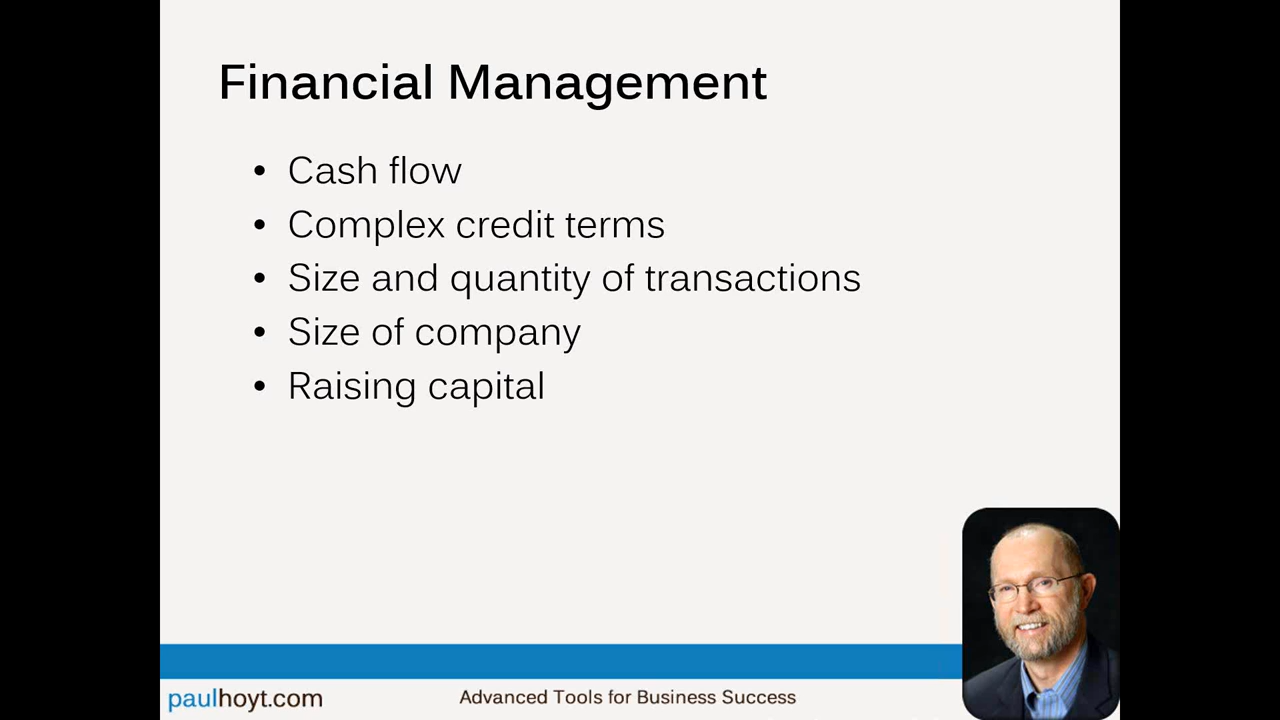 Financial Management
• Cash flow
• Complex credit terms
• Size and quantity of transactions
• Size of company
• Raising capital
paulhoyt.com
Advanced Tools for Business Success